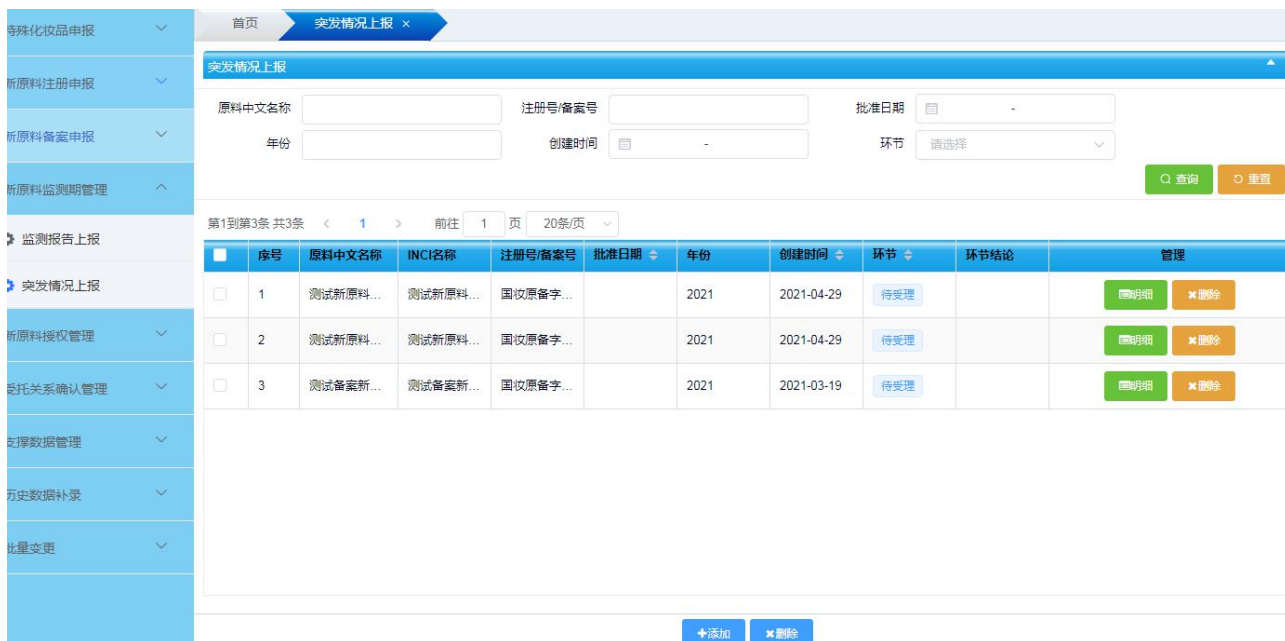 特殊化妆品申报
新原料注册申报
新原料备案申报
新原料监测期管理
监测报告上报
突发情况上报
新原料授权管理
受托关系确认管理
支撑数据管理
历史数据补录
批量变更
首页 突发情况上报 ×
突发情况上报
原料中文名称 注册号/备案号 批准日期 -
年份 创建时间 - 环节 请选择
查询 重置
第1到第3条 共3条 < 1 > 前往 1 页 20条/页
序号 原料中文名称 INCI名称 注册号/备案号 批准日期 年份 创建时间 环节 环节结论 管理
1 测试新原料... 测试新原料... 国妆原备字... 2021 2021-04-29 待受理 明细 删除
2 测试新原料... 测试新原料... 国妆原备字... 2021 2021-04-29 待受理 明细 删除
3 测试备案新... 测试备案新... 国妆原备字... 2021 2021-03-19 待受理 明细 删除
+添加 ×删除